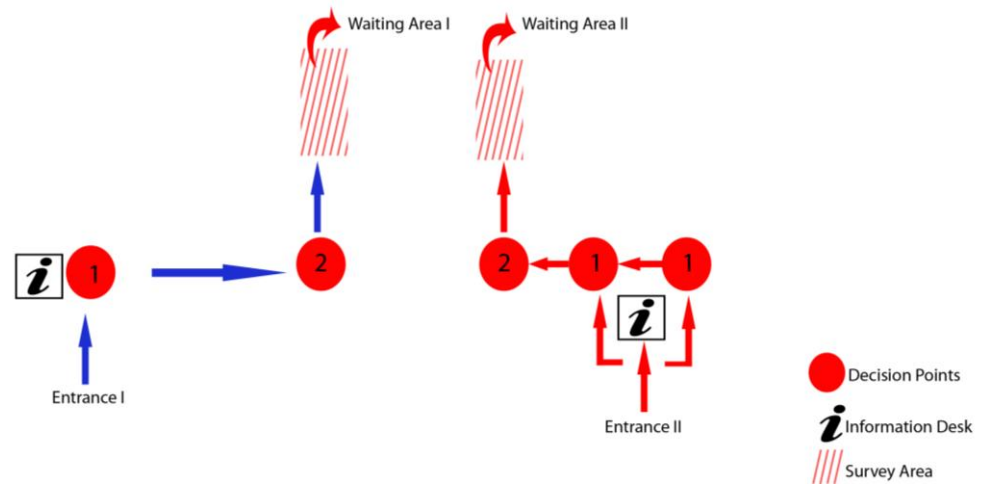 Waiting Area I
Waiting Area II
i
1
2
2
1
1
i
Entrance I
Entrance II
Decision Points
i Information Desk
Survey Area